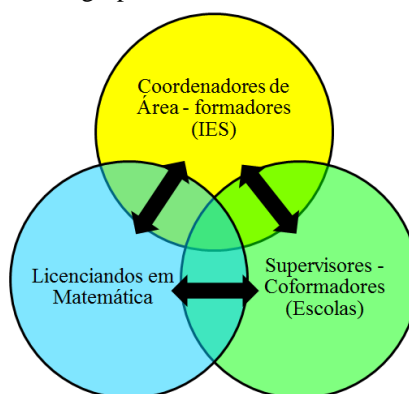 Coordenadores de
Área - formadores
(IES)
Licenciandos em
Matemática
Supervisores -
Coformadores
(Escolas)